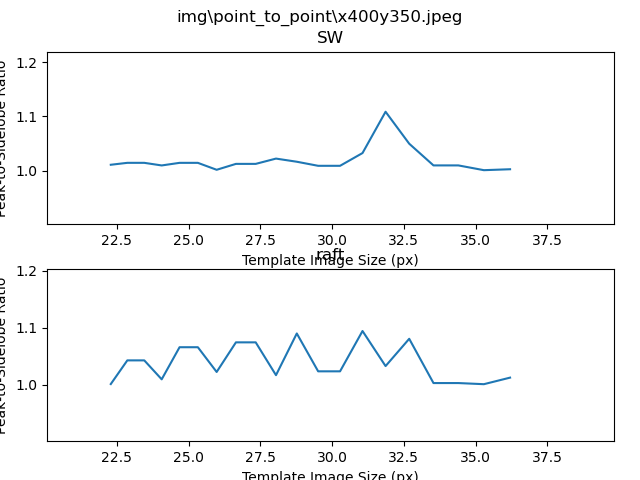 img\point_to_point\x400y350.jpeg
SW
1.2
1.1
1.0
Peak-to-Sidelobe Ratio
22.5 25.0 27.5 30.0 32.5 35.0 37.5
Template Image Size (px)
raft
1.2
1.1
1.0
Peak-to-Sidelobe Ratio
22.5 25.0 27.5 30.0 32.5 35.0 37.5
Template Image Size (px)